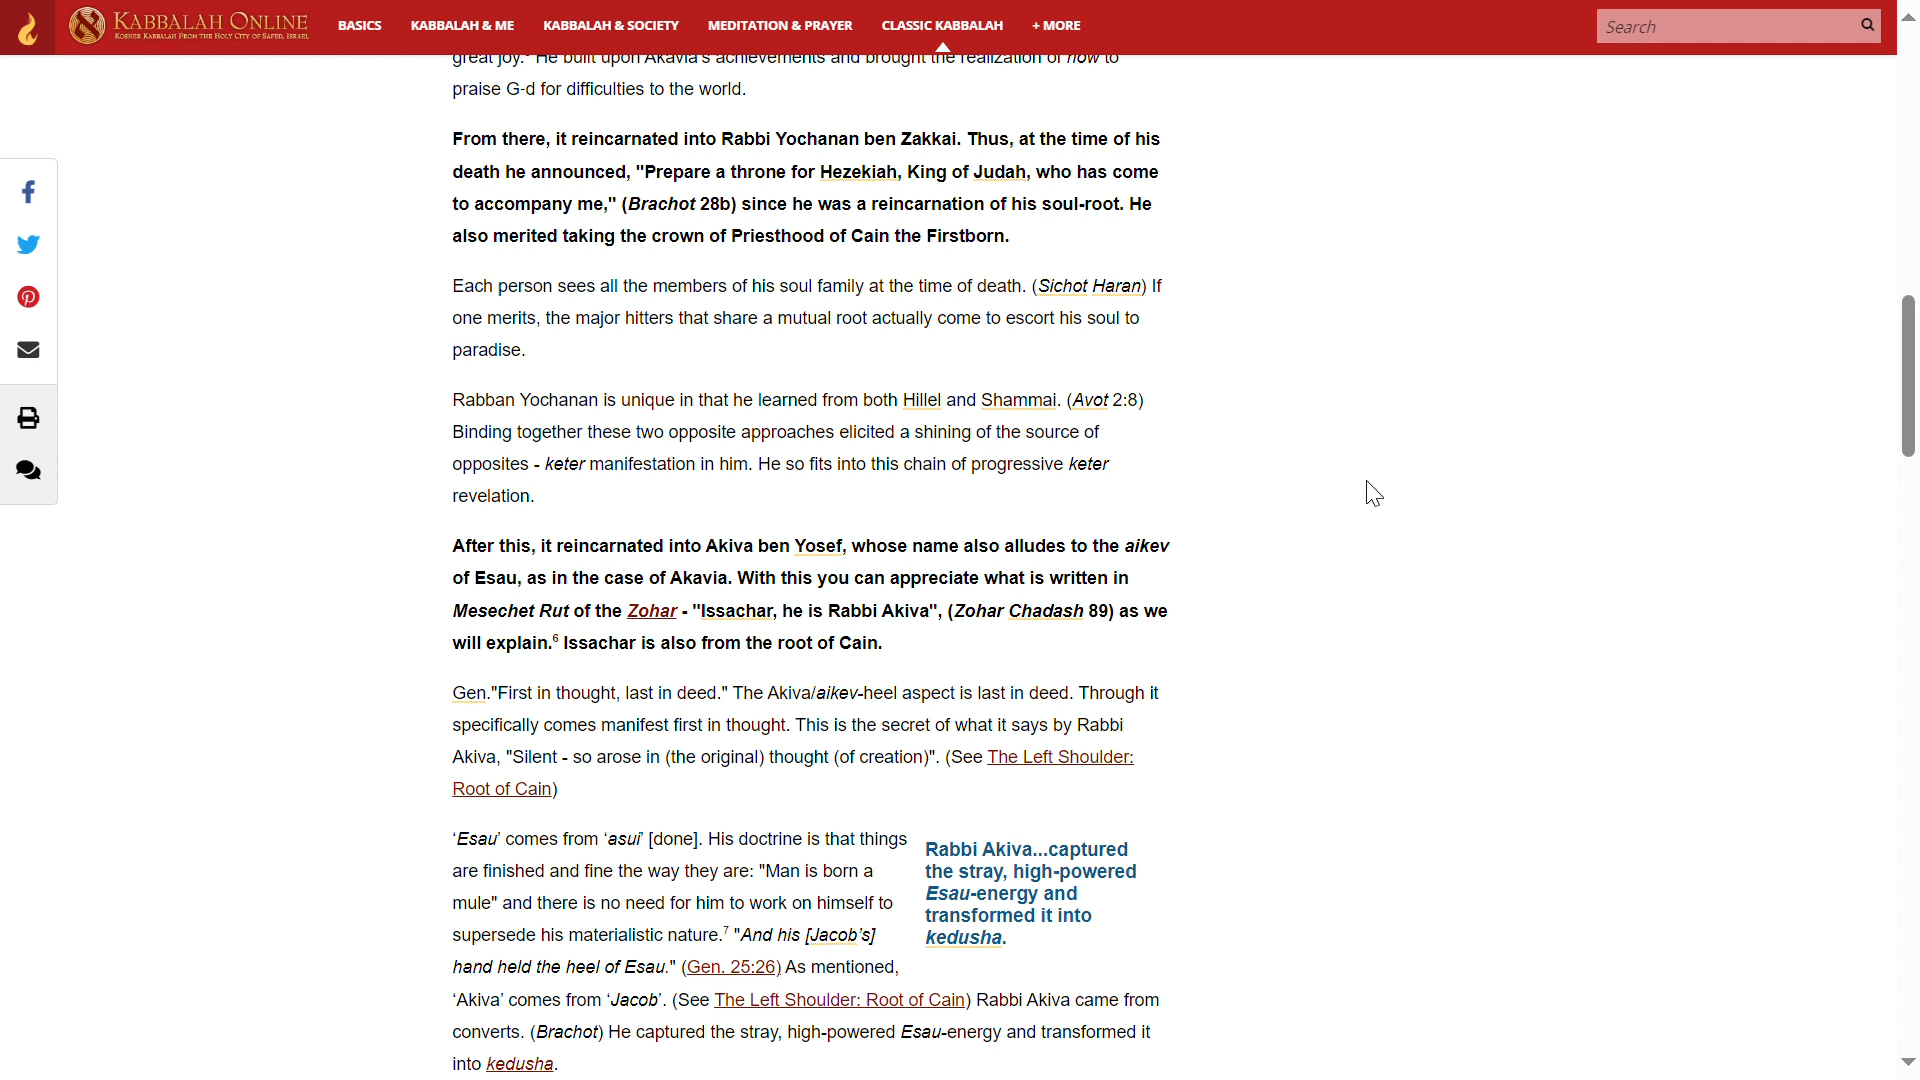 KABBALAH ONLINE
KOSHER KABBALAH FROM THE HOLY CITY OF SAFED, ISRAEL
BASICS
KABBALAH & ME
KABBALAH & SOCIETY
MEDITATION & PRAYER
CLASSIC KABBALAH
+ MORE
Search
great joy.⁵ He built upon Akavia's achievements and brought the realization of how to
praise G-d for difficulties to the world.
From there, it reincarnated into Rabbi Yochanan ben Zakkai. Thus, at the time of his
death he announced, "Prepare a throne for Hezekiah, King of Judah, who has come
to accompany me," (Brachot 28b) since he was a reincarnation of his soul-root. He
also merited taking the crown of Priesthood of Cain the Firstborn.
Each person sees all the members of his soul family at the time of death. (Sichot Haran) If
one merits, the major hitters that share a mutual root actually come to escort his soul to
paradise.
Rabban Yochanan is unique in that he learned from both Hillel and Shammai. (Avot 2:8)
Binding together these two opposite approaches elicited a shining of the source of
opposites - keter manifestation in him. He so fits into this chain of progressive keter
revelation.
After this, it reincarnated into Akiva ben Yosef, whose name also alludes to the aikev
of Esau, as in the case of Akavia. With this you can appreciate what is written in
Mesechet Rut of the Zohar - "Issachar, he is Rabbi Akiva", (Zohar Chadash 89) as we
will explain.⁶ Issachar is also from the root of Cain.
Gen."First in thought, last in deed." The Akiva/aikev-heel aspect is last in deed. Through it
specifically comes manifest first in thought. This is the secret of what it says by Rabbi
Akiva, "Silent - so arose in (the original) thought (of creation)". (See The Left Shoulder:
Root of Cain)
‘Esau’ comes from ‘asui’ [done]. His doctrine is that things
are finished and fine the way they are: "Man is born a
mule" and there is no need for him to work on himself to
supersede his materialistic nature.⁷ "And his [Jacob’s]
hand held the heel of Esau." (Gen. 25:26) As mentioned,
‘Akiva’ comes from ‘Jacob’. (See The Left Shoulder: Root of Cain) Rabbi Akiva came from
converts. (Brachot) He captured the stray, high-powered Esau-energy and transformed it
into kedusha.
Rabbi Akiva...captured
the stray, high-powered
Esau-energy and
transformed it into
kedusha.